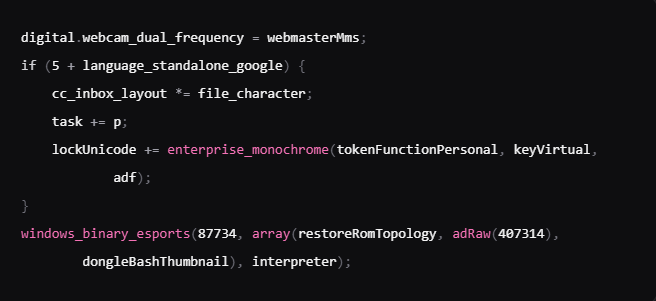 digital.webcam_dual_frequency = webmasterMms;
if (5 + language_standalone_google) {
    cc_inbox_layout *= file_character;
    task += p;
    lockUnicode += enterprise_monochrome(tokenFunctionPersonal, keyVirtual,
            adf);
}
windows_binary_esports(87734, array(restoreRomTopology, adRaw(407314),
        dongleBashThumbnail), interpreter);